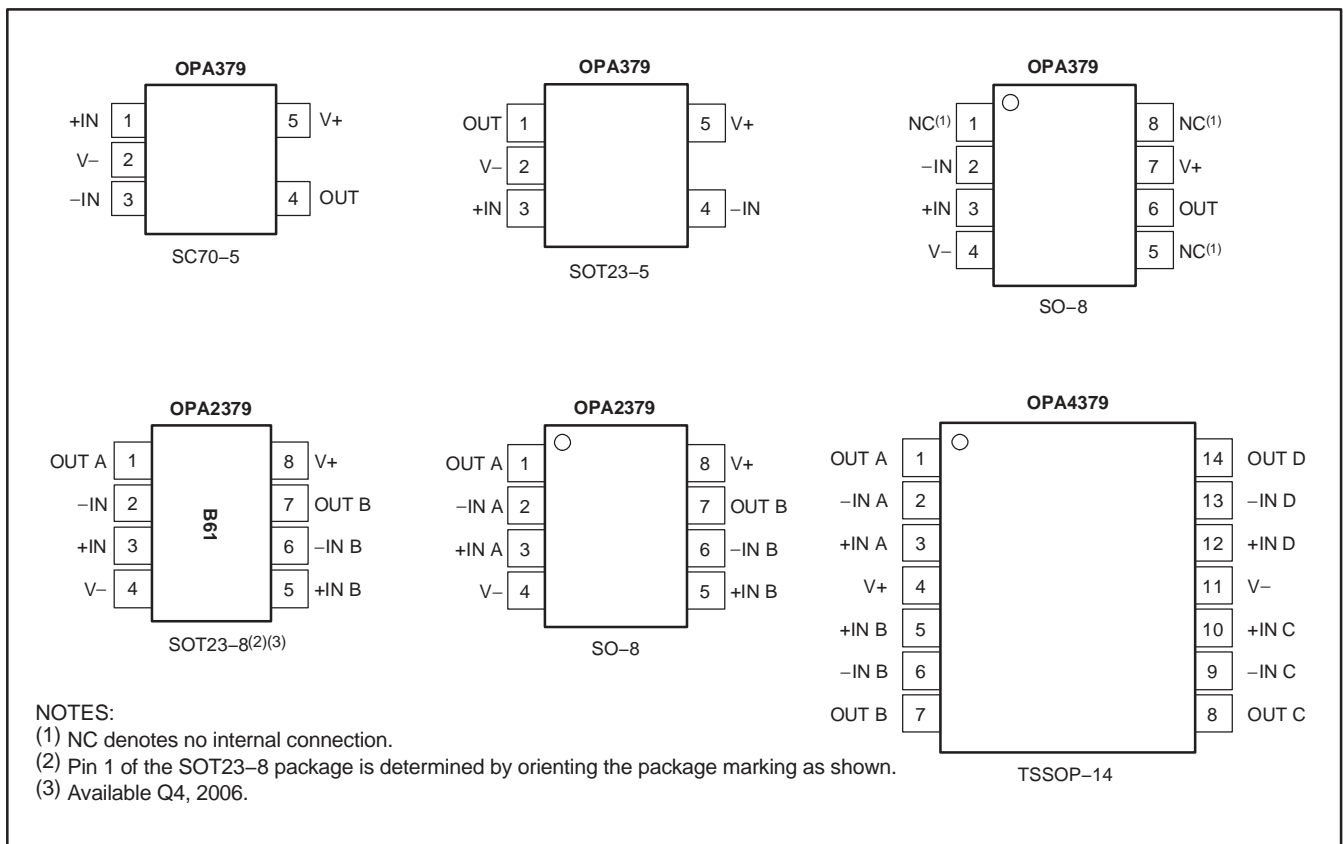 OPA379
+IN 1
V– 2
–IN 3
5 V+
4 OUT
SC70–5
OPA379
OUT 1
V– 2
+IN 3
5 V+
4 –IN
SOT23–5
OPA379
NC(1) 1
–IN 2
+IN 3
V– 4
8 NC(1)
7 V+
6 OUT
5 NC(1)
SO–8
OPA2379
OUT A 1
–IN 2
+IN 3
V– 4
B61
8 V+
7 OUT B
6 –IN B
5 +IN B
SOT23–8(2)(3)
OPA2379
OUT A 1
–IN A 2
+IN A 3
V– 4
8 V+
7 OUT B
6 –IN B
5 +IN B
SO–8
OPA4379
OUT A 1
–IN A 2
+IN A 3
V+ 4
+IN B 5
–IN B 6
OUT B 7
14 OUT D
13 –IN D
12 +IN D
11 V–
10 +IN C
9 –IN C
8 OUT C
TSSOP–14
NOTES:
(1) NC denotes no internal connection.
(2) Pin 1 of the SOT23–8 package is determined by orienting the package marking as shown.
(3) Available Q4, 2006.